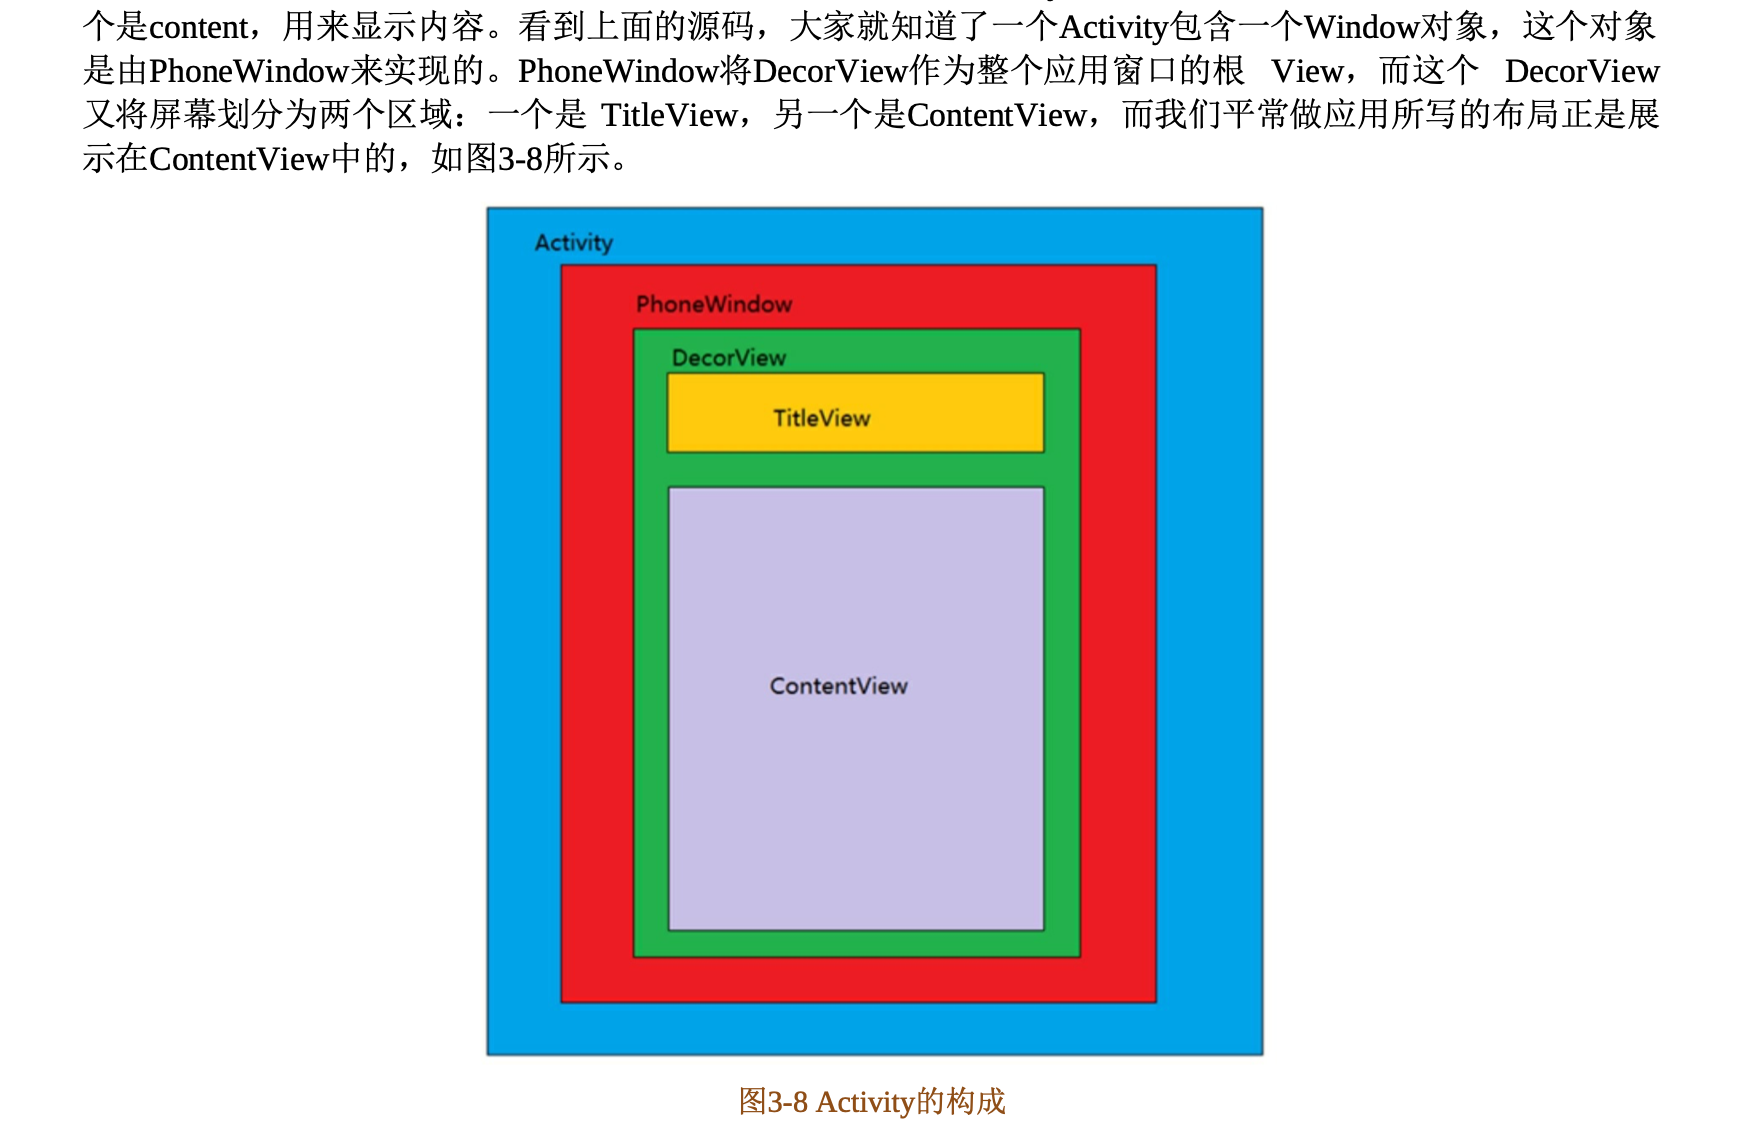 个是content，用来显示内容。看到上面的源码，大家就知道了一个Activity包含一个Window对象，这个对象
是由PhoneWindow来实现的。PhoneWindow将DecorView作为整个应用窗口的根 View，而这个 DecorView
又将屏幕划分为两个区域：一个是 TitleView，另一个是ContentView，而我们平常做应用所写的布局正是展
示在ContentView中的，如图3-8所示。
Activity
PhoneWindow
DecorView
TitleView
ContentView
图3-8 Activity的构成